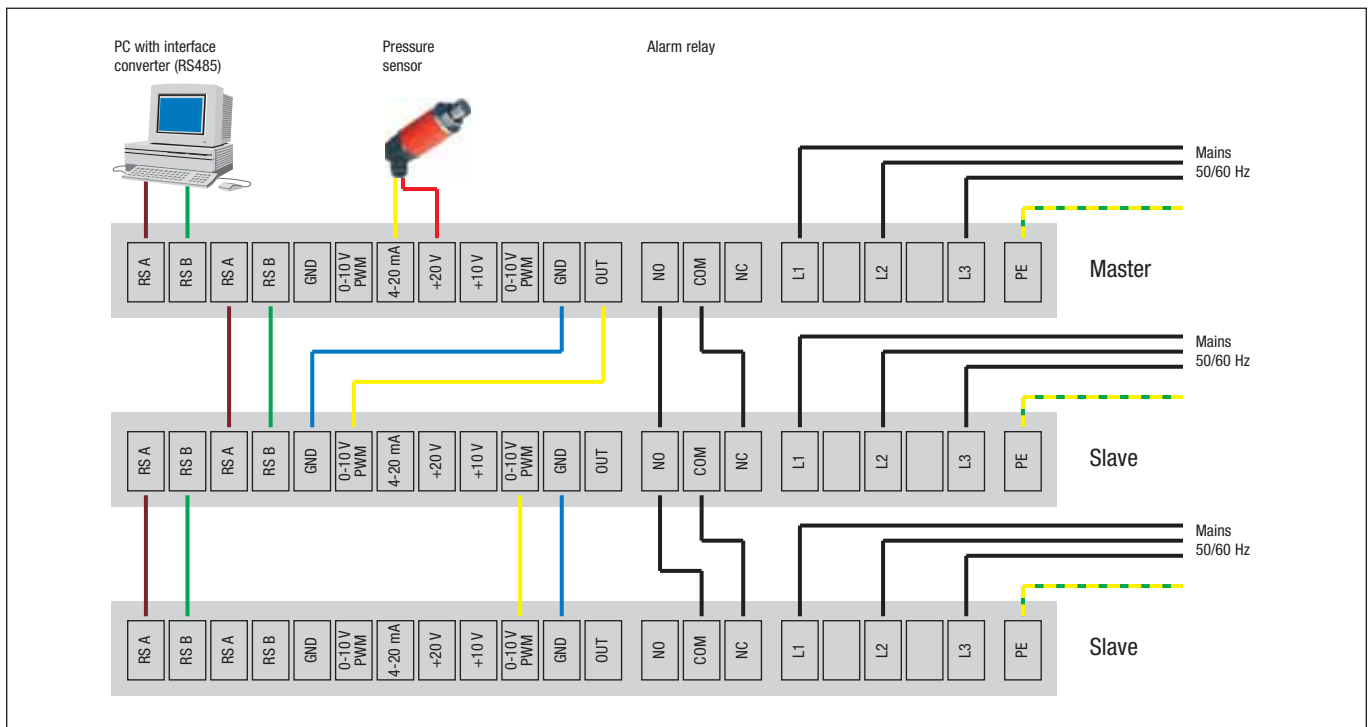 PC with interface
converter (RS485)
Pressure
sensor
Alarm relay
Mains
50/60 Hz
RS A
RS B
RS A
RS B
GND
0-10 V
PWM
4-20 mA
+20 V
+10 V
0-10 V
PWM
GND
OUT
NO
COM
NC
L1
L2
L3
PE
Master
Mains
50/60 Hz
RS A
RS B
RS A
RS B
GND
0-10 V
PWM
4-20 mA
+20 V
+10 V
0-10 V
PWM
GND
OUT
NO
COM
NC
L1
L2
L3
PE
Slave
Mains
50/60 Hz
RS A
RS B
RS A
RS B
GND
0-10 V
PWM
4-20 mA
+20 V
+10 V
0-10 V
PWM
GND
OUT
NO
COM
NC
L1
L2
L3
PE
Slave